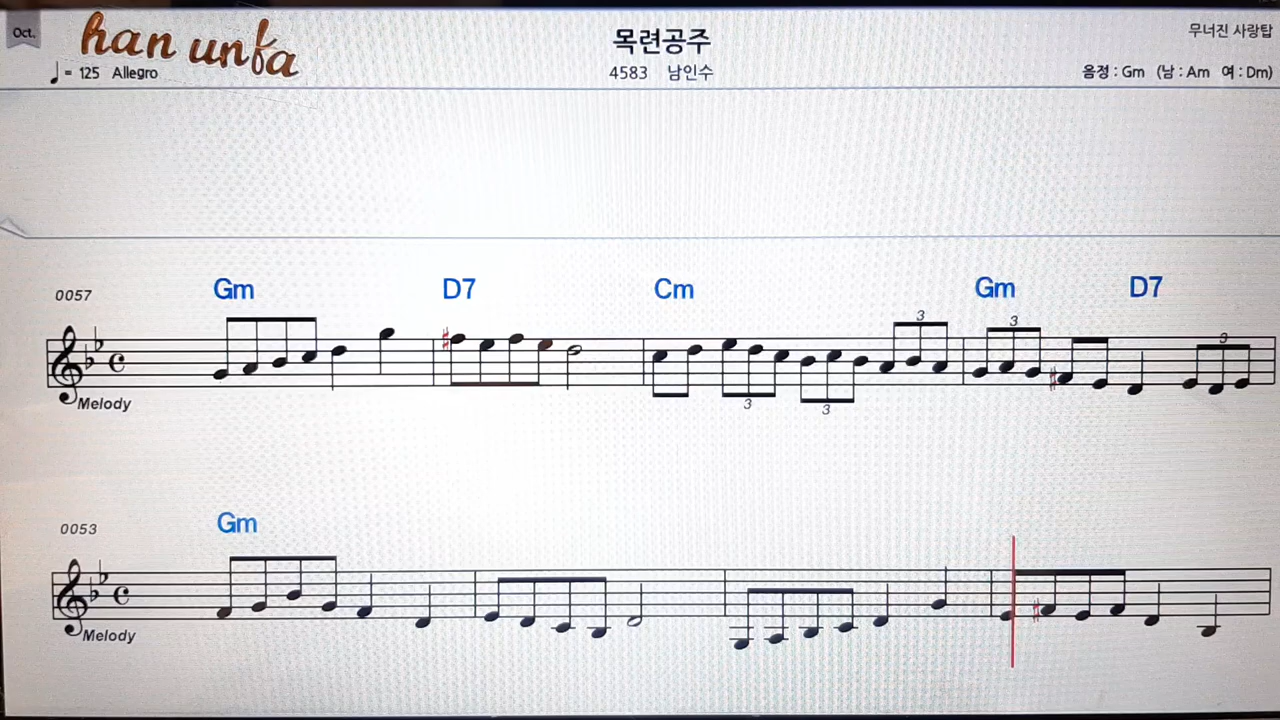 Oct.
han unfa
목련공주
무너진 사랑탑
♩= 125 Allegro
4583 남인수
음정 : Gm (남 : Am 여 : Dm)
0057 Gm D7 Cm Gm D7
3 3 3 3 3
Melody
0053 Gm
Melody